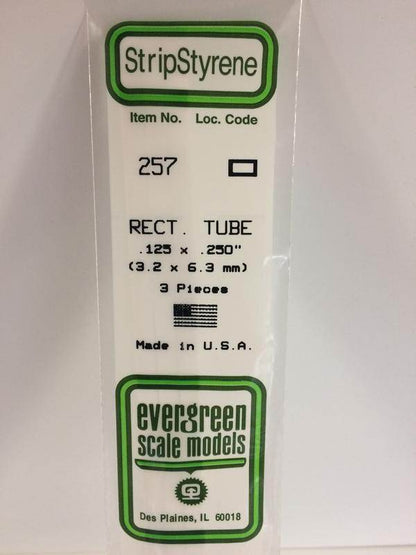 StripStyrene
Item No. Loc. Code
257
RECT. TUBE
.125 x .250"
(3.2 x 6.3 mm)
3 Pieces
Made in U.S.A.
evergreen
scale models
Des Plaines, IL 60018